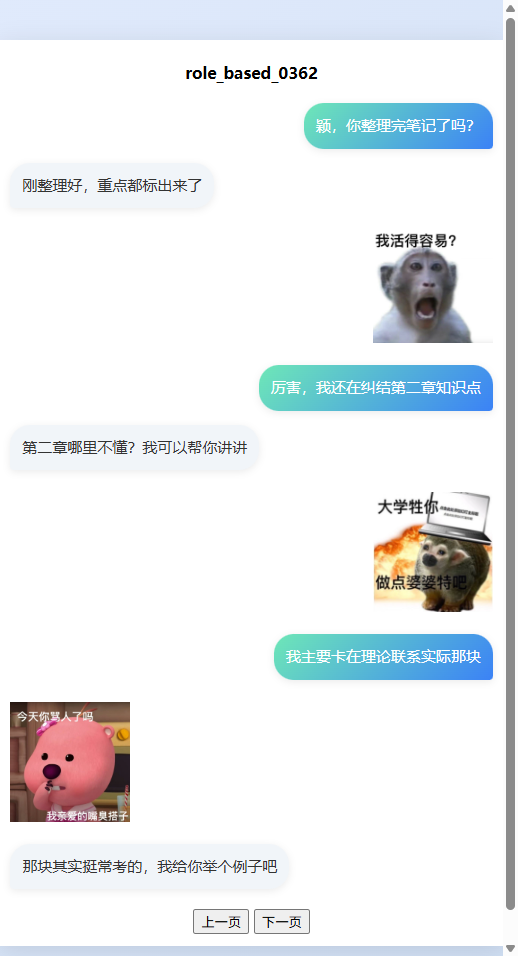 role_based_0362
颖，你整理完笔记了吗？
刚整理好，重点都标出来了
我活得容易？
厉害，我还在纠结第二章知识点
第二章哪里不懂？我可以帮你讲讲
大学牲你
做点婆婆特吧
我主要卡在理论联系实际那块
今天你骂人了吗
我亲爱的嘴臭搭子
那块其实挺常考的，我给你举个例子吧
上一页 下一页